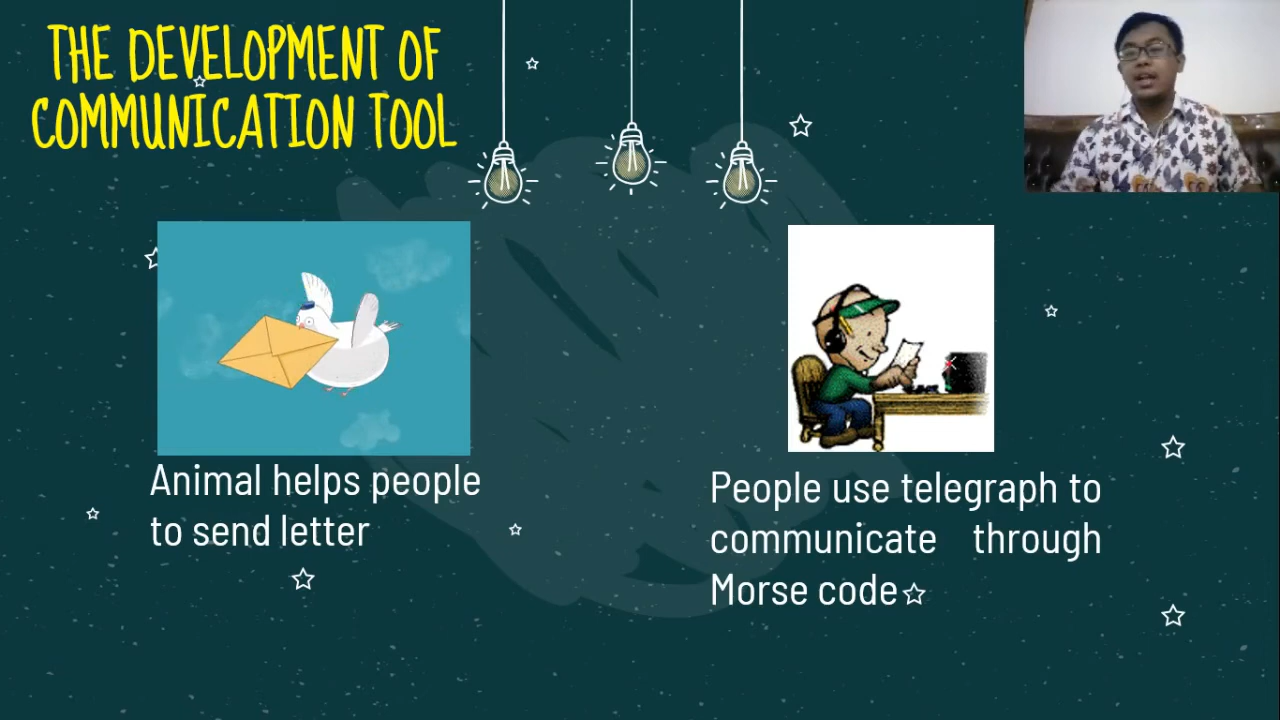 THE DEVELOPMENT OF
COMMUNICATION TOOL
Animal helps people
to send letter
People use telegraph to
communicate through
Morse code